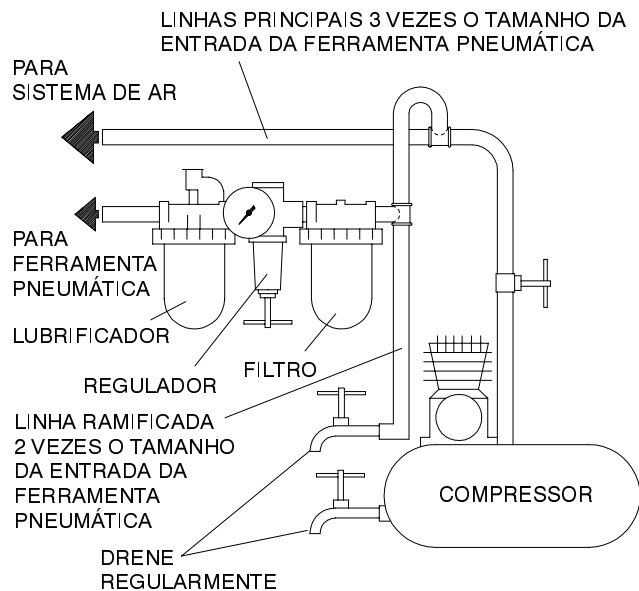 LINHAS PRINCIPAIS 3 VEZES O TAMANHO DA
ENTRADA DA FERRAMENTA PNEUMÁTICA
PARA
SISTEMA DE AR
PARA
FERRAMENTA
PNEUMÁTICA
LUBRIFICADOR
REGULADOR
FILTRO
LINHA RAMIFICADA
2 VEZES O TAMANHO
DA ENTRADA DA
FERRAMENTA
PNEUMÁTICA
COMPRESSOR
DRENE
REGULARMENTE